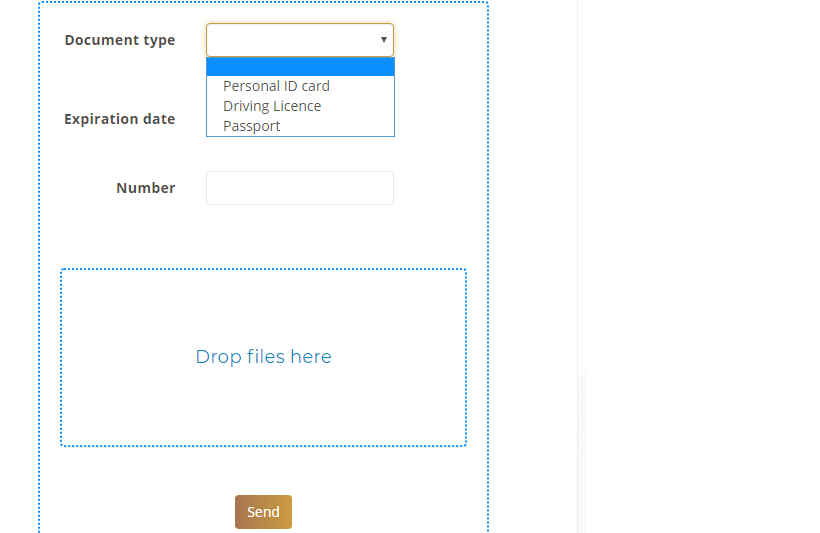 Document type
Personal ID card
Driving Licence
Expiration date
Passport
Number
Drop files here
Send